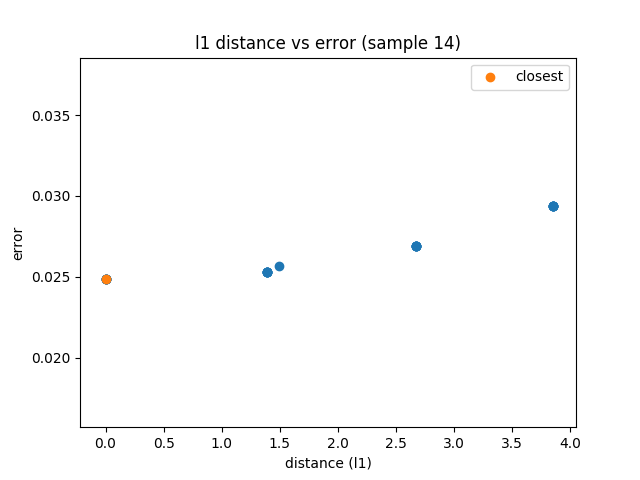 l1 distance vs error (sample 14)
closest
0.035
0.030
0.025
0.020
error
0.0 0.5 1.0 1.5 2.0 2.5 3.0 3.5 4.0
distance (l1)